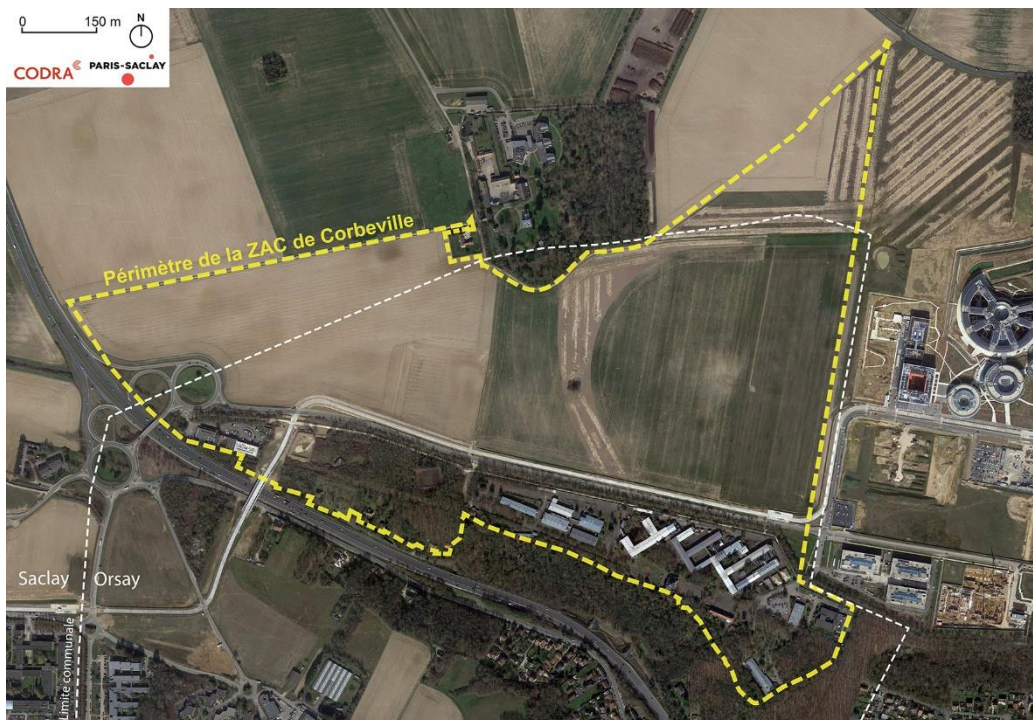 0 150 m N
CODRA PARIS-SACLAY
Périmètre de la ZAC de Corbeville
Saclay Orsay
Limite communale